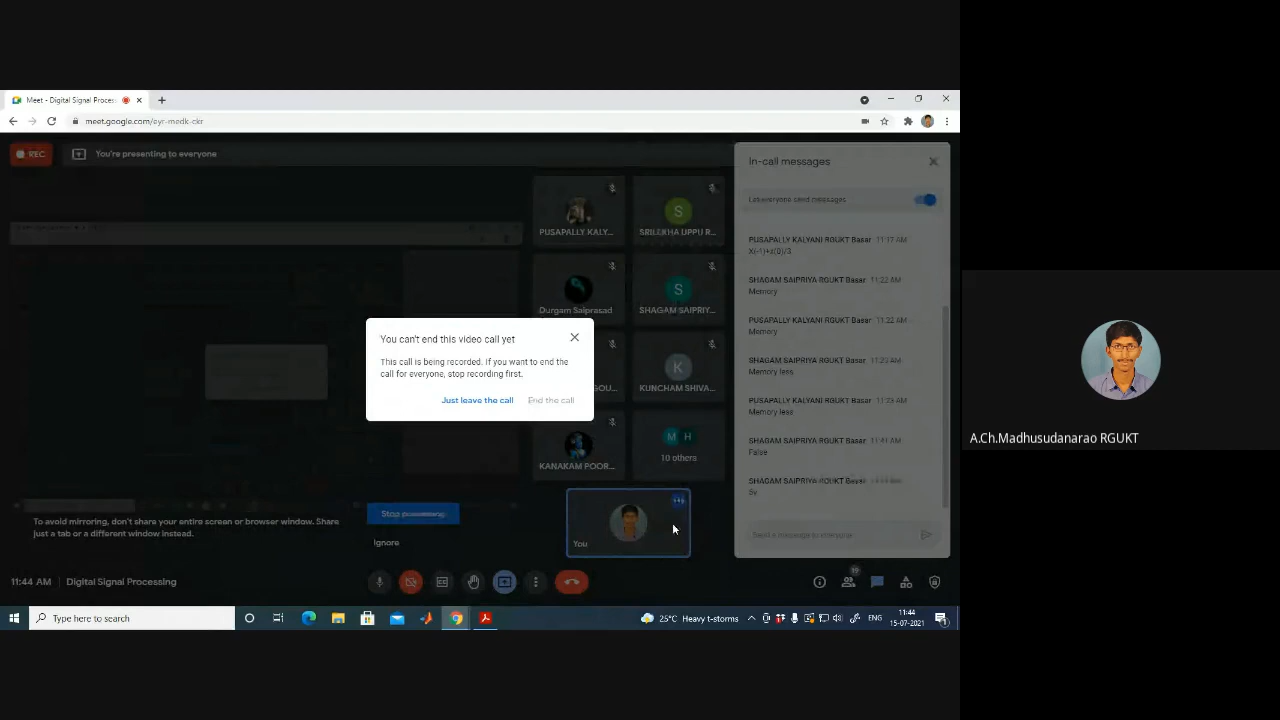 Meet - Digital Signal Proces
meet.google.com/eyr-medk-ckr
REC
You're presenting to everyone
In-call messages
Let everyone send messages
PUSAPALLY KALY...
SRILEKHA UPPU R...
Durgam Saiprasad
SHAGAM SAIPRIY...
KUNCHAM SHIVA...
KANAKAM POOR...
M H
10 others
S
S
K
PUSAPALLY KALYANI RGUKT Basar 11:17 AM
X(-1)+x(0)/3
SHAGAM SAIPRIYA RGUKT Basar 11:22 AM
Memory
PUSAPALLY KALYANI RGUKT Basar 11:22 AM
Memory
SHAGAM SAIPRIYA RGUKT Basar 11:23 AM
Memory less
PUSAPALLY KALYANI RGUKT Basar 11:23 AM
Memory less
SHAGAM SAIPRIYA RGUKT Basar 11:41 AM
False
SHAGAM SAIPRIYA RGUKT Basar
Send a message to everyone
You can't end this video call yet
This call is being recorded. If you want to end the
call for everyone, stop recording first.
Just leave the call
End the call
To avoid mirroring, don't share your entire screen or browser window. Share
just a tab or a different window instead.
Stop presenting
Ignore
You
11:44 AM | Digital Signal Processing
19
Type here to search
25°C Heavy t-storms
ENG
11:44
15-07-2021
A.Ch.Madhusudanarao RGUKT